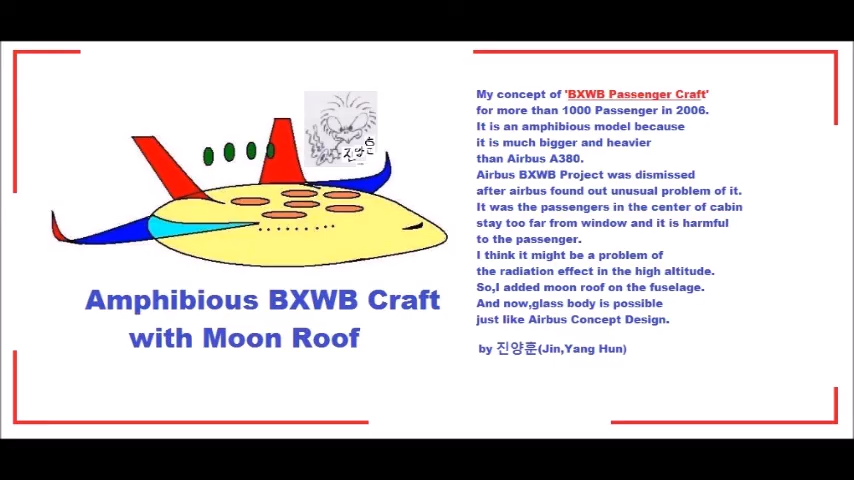 My concept of 'BXWB Passenger Craft'
for more than 1000 Passenger in 2006.
It is an amphibious model because
it is much bigger and heavier
than Airbus A380.
Airbus BXWB Project was dismissed
after airbus found out unusual problem of it.
It was the passengers in the center of cabin
stay too far from window and it is harmful
to the passenger.
I think it might be a problem of
the radiation effect in the high altitude.
So,I added moon roof on the fuselage.
And now,glass body is possible
just like Airbus Concept Design.
by 진양훈(Jin,Yang Hun)
진양훈
Amphibious BXWB Craft
with Moon Roof